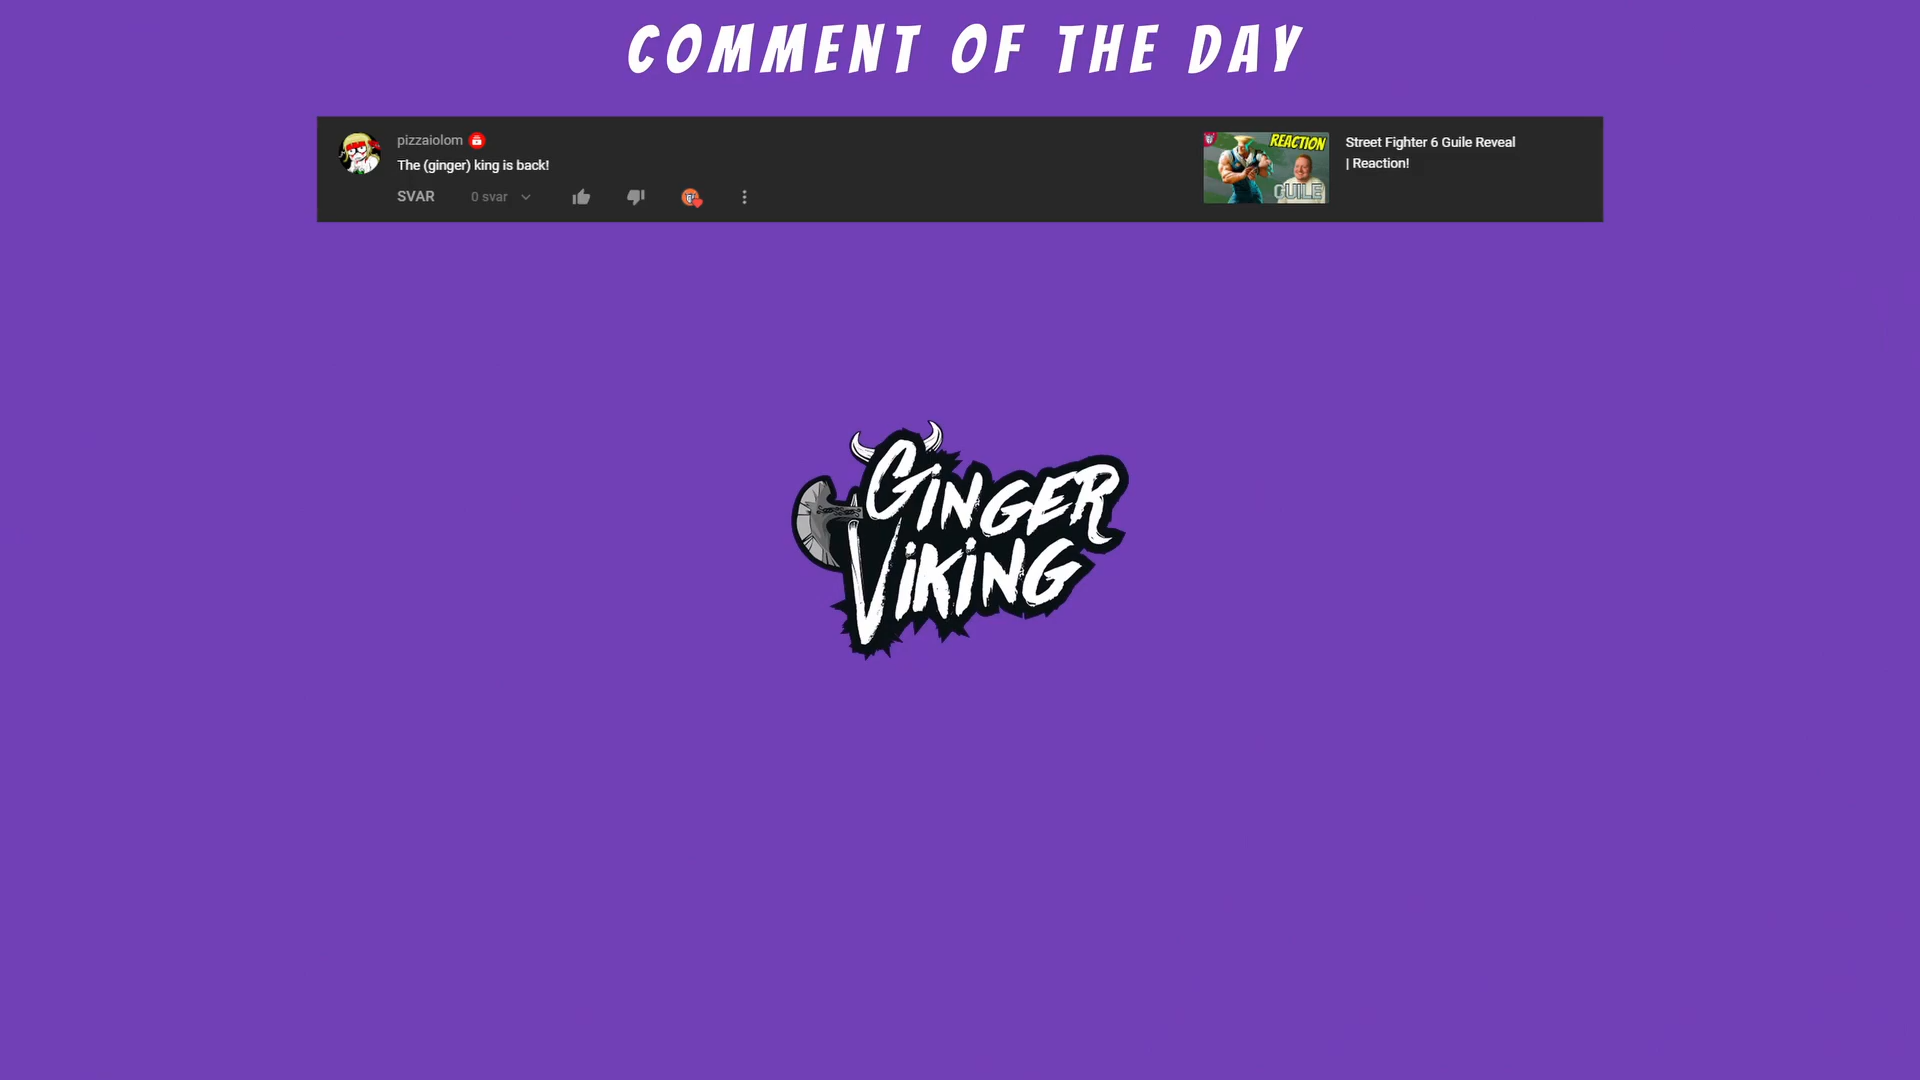 COMMENT OF THE DAY
pizzaiolom
The (ginger) king is back!
SVAR 0 svar
REACTION
GUILE
Street Fighter 6 Guile Reveal
| Reaction!
GINGER
VIKING